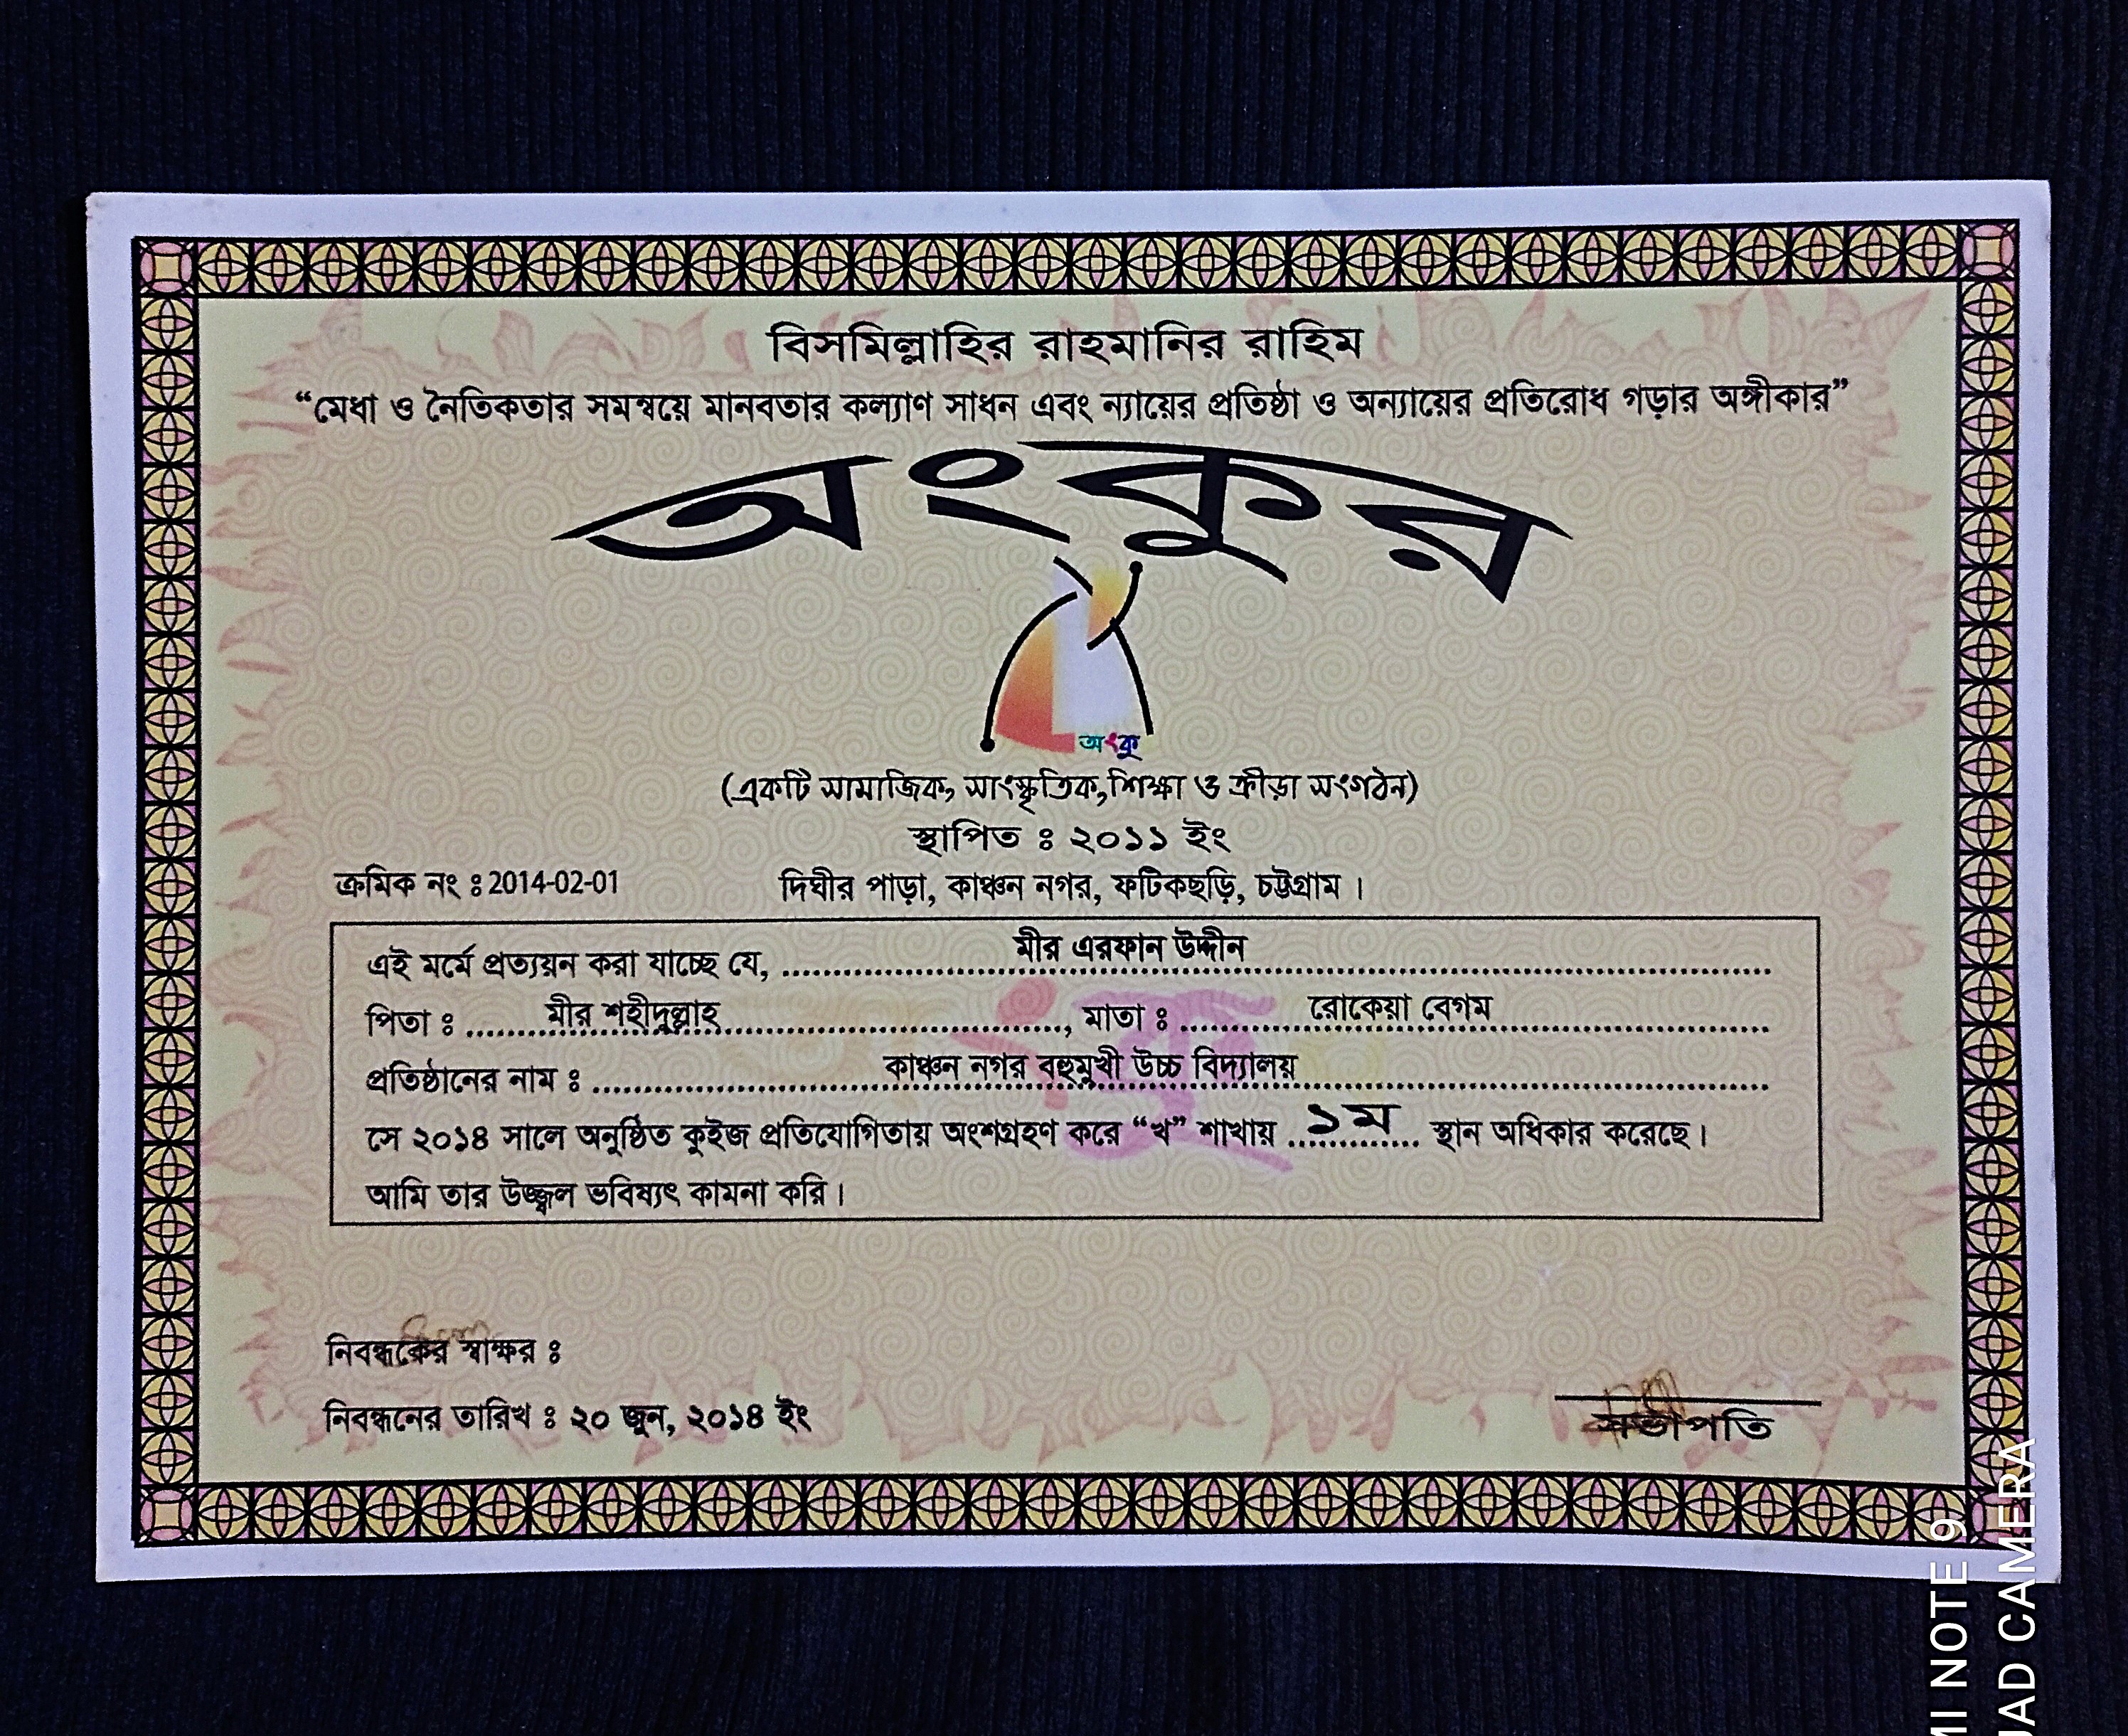 বিসমিল্লাহির রাহমানির রাহিম
“মেধা ও নৈতিকতার সমন্বয়ে মানবতার কল্যাণ সাধন এবং ন্যায়ের প্রতিষ্ঠা ও অন্যায়ের প্রতিরোধ গড়ার অঙ্গীকার”
অংকুর
অংকু
(একটি সামাজিক, সাংস্কৃতিক, শিক্ষা ও ক্রীড়া সংগঠন)
স্থাপিত ঃ ২০১১ ইং
ক্রমিক নং ঃ 2014-02-01 দিঘীর পাড়া, কাঞ্চন নগর, ফটিকছড়ি, চট্টগ্রাম।
এই মর্মে প্রত্যয়ন করা যাচ্ছে যে, মীর এরফান উদ্দীন
পিতা ঃ মীর শহীদুল্লাহ, মাতা ঃ রোকেয়া বেগম
প্রতিষ্ঠানের নাম ঃ কাঞ্চন নগর বহুমুখী উচ্চ বিদ্যালয়
সে ২০১৪ সালে অনুষ্ঠিত কুইজ প্রতিযোগিতায় অংশগ্রহণ করে “খ” শাখায় ১ম স্থান অধিকার করেছে।
আমি তার উজ্জ্বল ভবিষ্যৎ কামনা করি।
নিবন্ধকের স্বাক্ষর ঃ
নিবন্ধনের তারিখ ঃ ২০ জুন, ২০১৪ ইং
সভাপতি
MI NOTE 9
UAD CAMERA